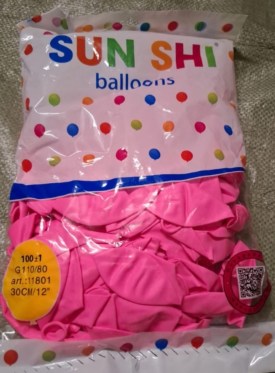 SUN SHI
balloons
100±1
G110/80
art.:11801
30CM/12"